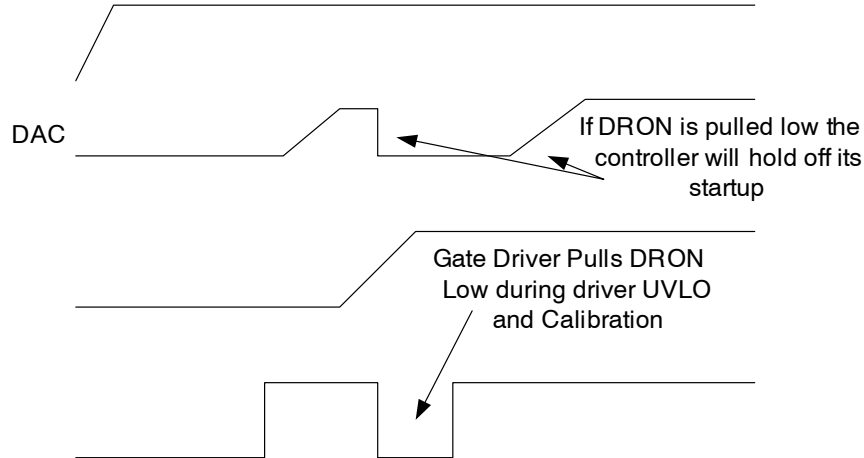 DAC
If DRON is pulled low the
controller will hold off its
startup
Gate Driver Pulls DRON
Low during driver UVLO
and Calibration